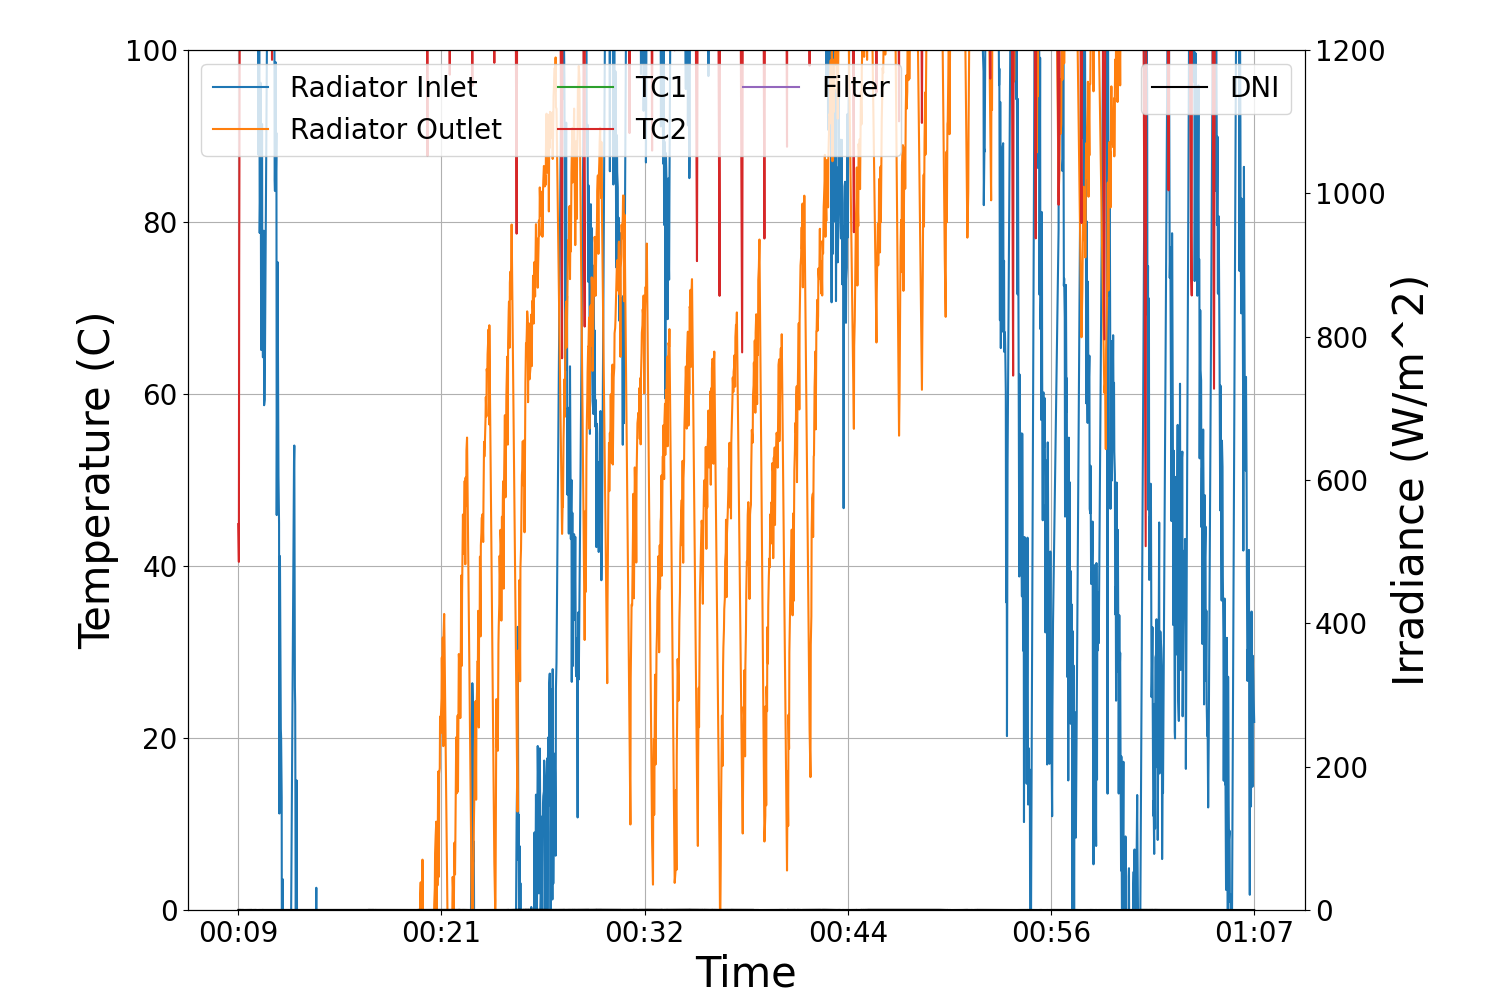 100
80
60
40
20
0
Temperature (C)
Radiator Inlet
Radiator Outlet
TC1
TC2
Filter
DNI
1200
1000
800
600
400
200
0
Irradiance (W/m^2)
00:09 00:21 00:32 00:44 00:56 01:07
Time